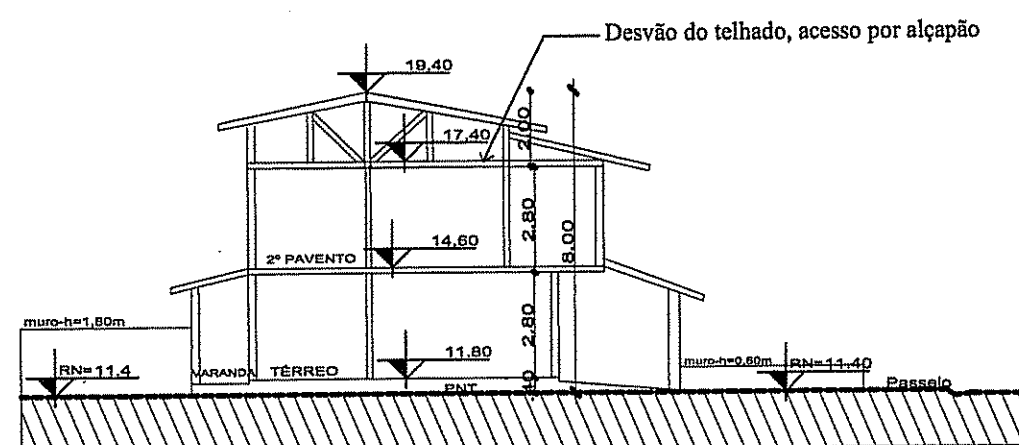 Desvão do telhado, acesso por alçapão
19,40
17,40
2.00
2.80
8.00
14,60
2º PAVENTO
muro-h=1,80m
2.80
11.80
muro-h=0,60m
RN=11.40
RN=11.4
VARANDA
TÉRREO
.40
PNT
Passeio